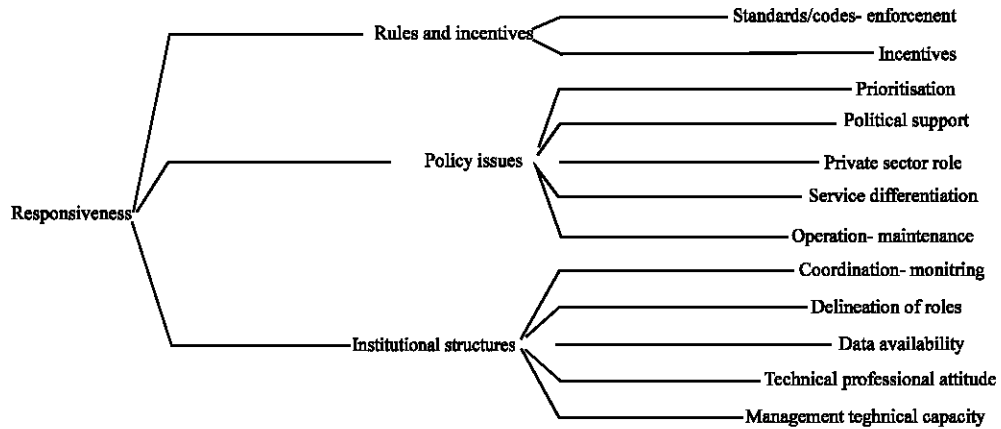 Standards/codes- enforcenent
Rules and incentives
Incentives
Prioritisation
Political support
Policy issues
Private sector role
Service differentiation
Responsiveness
Operation- maintenance
Coordination- monitring
Delineation of roles
Institutional structures
Data availability
Technical professional attitude
Management teghnical capacity